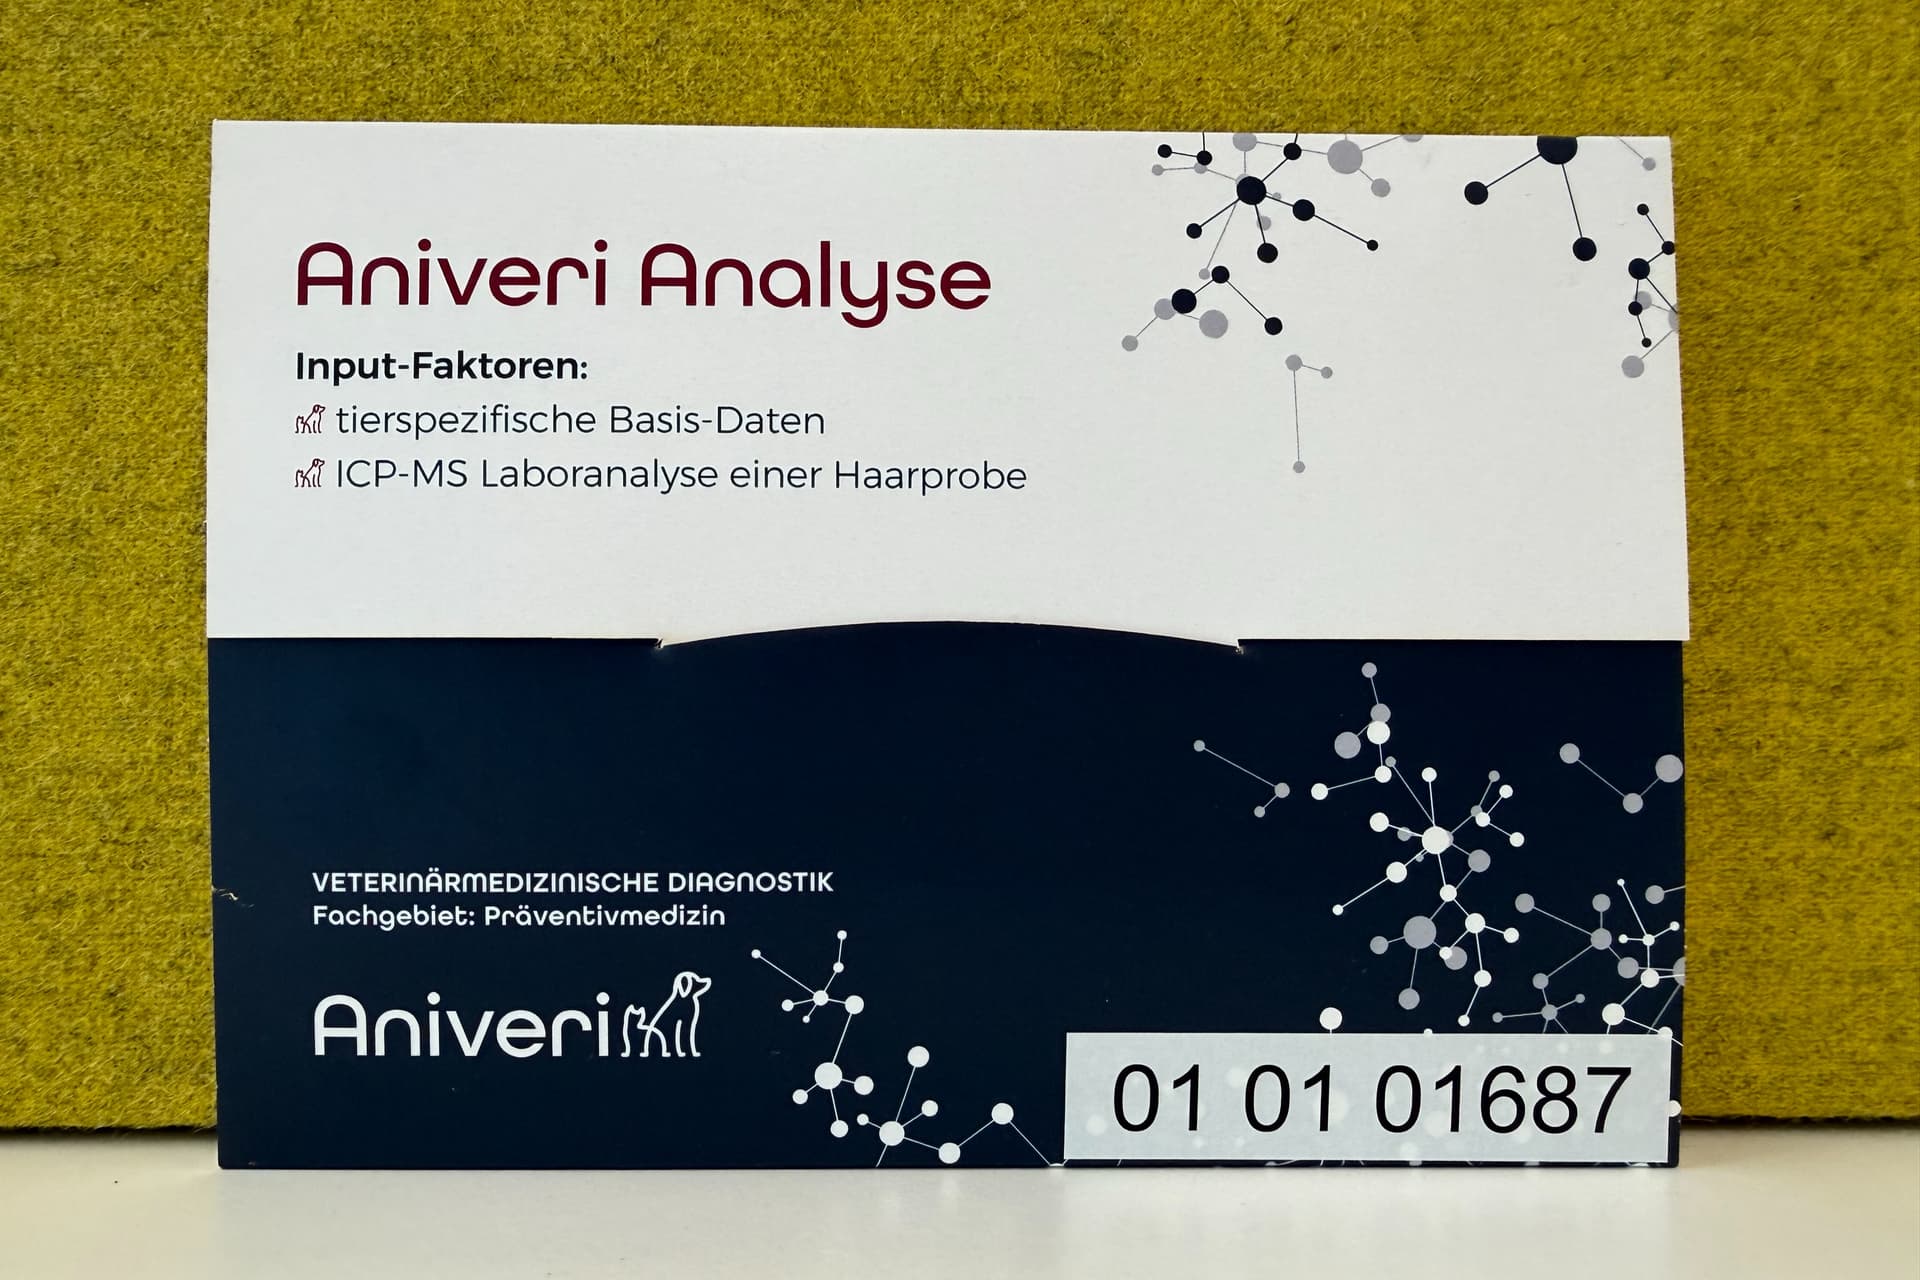 Aniveri Analyse
Input-Faktoren:
tierspezifische Basis-Daten
ICP-MS Laboranalyse einer Haarprobe
VETERINÄRMEDIZINISCHE DIAGNOSTIK
Fachgebiet: Präventivmedizin
Aniveri
01 01 01687